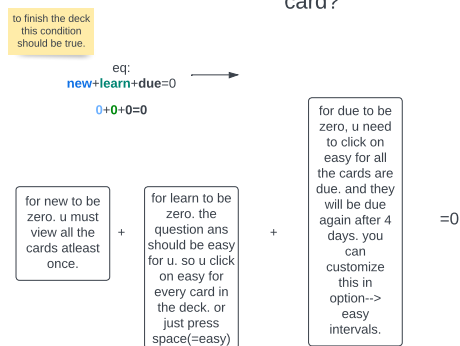 card?
to finish the deck
this condition
should be true.
eq:
new+learn+due=0
0+0+0=0
for new to be
zero. u must
view all the
cards atleast
once.
+
for learn to be
zero. the
question ans
should be easy
for u. so u click
on easy for
every card in
the deck. or
just press
space(=easy)
+
for due to be
zero, u need
to click on
easy for all
the cards are
due. and they
will be due
again after 4
days. you
can
customize
this in
option-->
easy
intervals.
=0